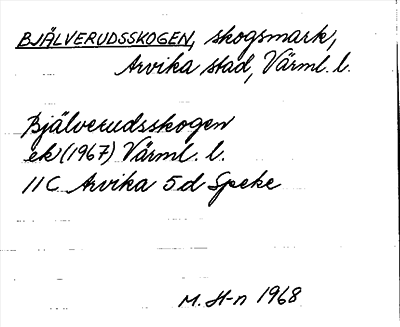 BJÄLVERUDSSKOGEN, skogsmark,
Arvika stad, Värml. l.
Bjälverudsskogen
ek (1967) Värml. l.
11C Arvika 5d Speke
M. H-n 1968